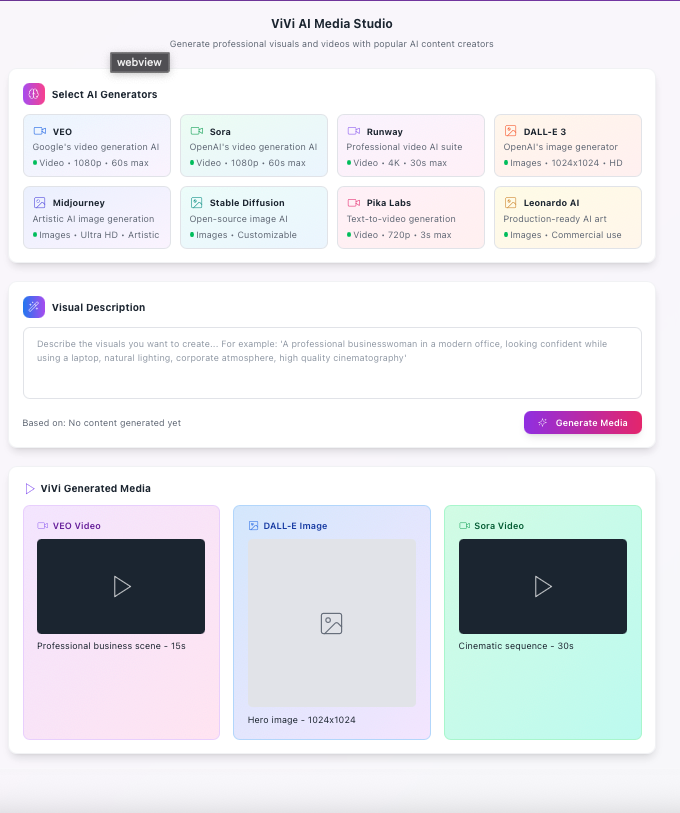 ViVi AI Media Studio
Generate professional visuals and videos with popular AI content creators
webview
Select AI Generators
VEO
Google's video generation AI
Video • 1080p • 60s max
Sora
OpenAI's video generation AI
Video • 1080p • 60s max
Runway
Professional video AI suite
Video • 4K • 30s max
DALL-E 3
OpenAI's image generator
Images • 1024x1024 • HD
Midjourney
Artistic AI image generation
Images • Ultra HD • Artistic
Stable Diffusion
Open-source image AI
Images • Customizable
Pika Labs
Text-to-video generation
Video • 720p • 3s max
Leonardo AI
Production-ready AI art
Images • Commercial use
Visual Description
Describe the visuals you want to create... For example: 'A professional businesswoman in a modern office, looking confident while
using a laptop, natural lighting, corporate atmosphere, high quality cinematography'
Based on: No content generated yet
Generate Media
ViVi Generated Media
VEO Video
Professional business scene - 15s
DALL-E Image
Hero image - 1024x1024
Sora Video
Cinematic sequence - 30s